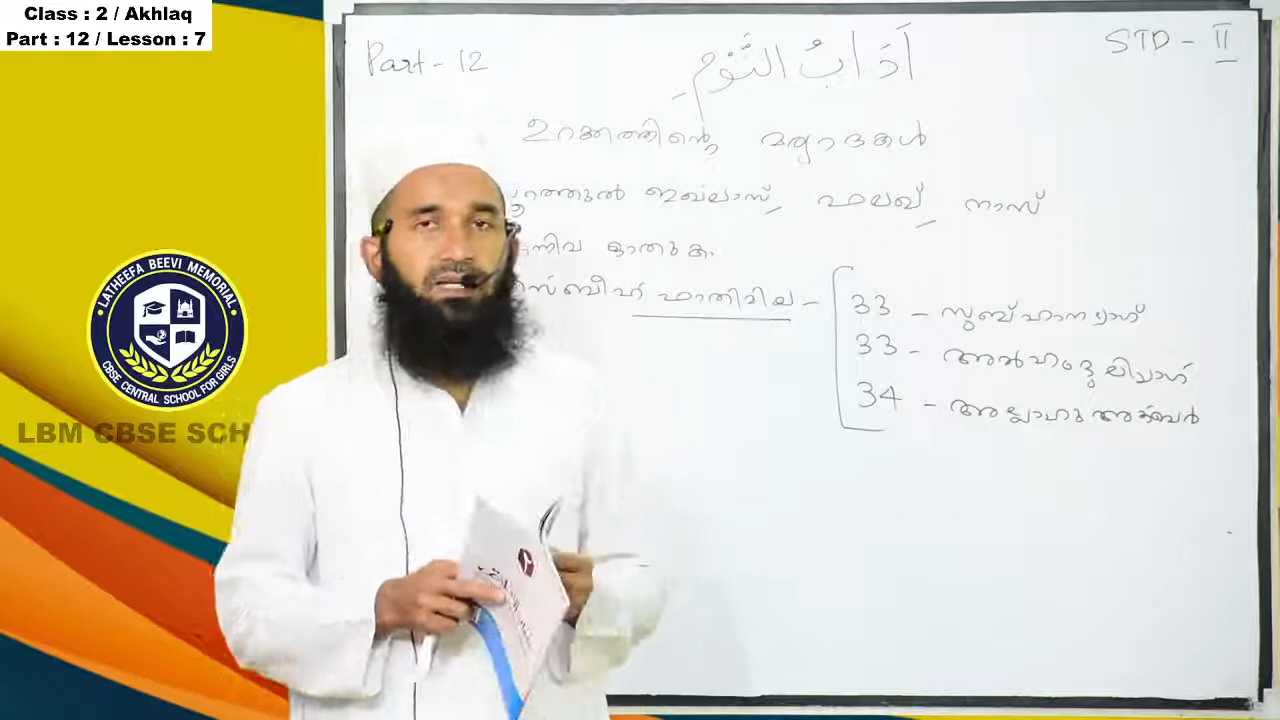 Class : 2 / Akhlaq
Part : 12 / Lesson : 7
Part - 12
آدَابُ النَّوْمِ
STD - II
ഉറക്കത്തിന്റെ മര്യാദകൾ
ഇഖ്ലാസ്, ഫലഖ്, നാസ്
ഓതുക.
ഫാത്തിമിയ -
33 - സുബ്ഹാനല്ലാഹ്
33 - അൽഹംദുലില്ലാഹ്
34 - അല്ലാഹു അക്ബർ
LATHEEFA BEEVI MEMORIAL
CBSE CENTRAL SCHOOL FOR GIRLS
LBM CBSE SCH